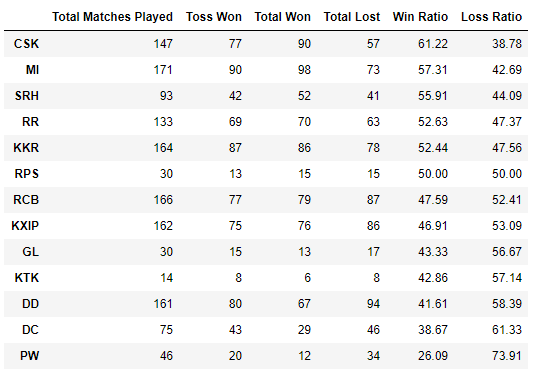 Total Matches Played Toss Won Total Won Total Lost Win Ratio Loss Ratio
CSK 147 77 90 57 61.22 38.78
MI 171 90 98 73 57.31 42.69
SRH 93 42 52 41 55.91 44.09
RR 133 69 70 63 52.63 47.37
KKR 164 87 86 78 52.44 47.56
RPS 30 13 15 15 50.00 50.00
RCB 166 77 79 87 47.59 52.41
KXIP 162 75 76 86 46.91 53.09
GL 30 15 13 17 43.33 56.67
KTK 14 8 6 8 42.86 57.14
DD 161 80 67 94 41.61 58.39
DC 75 43 29 46 38.67 61.33
PW 46 20 12 34 26.09 73.91